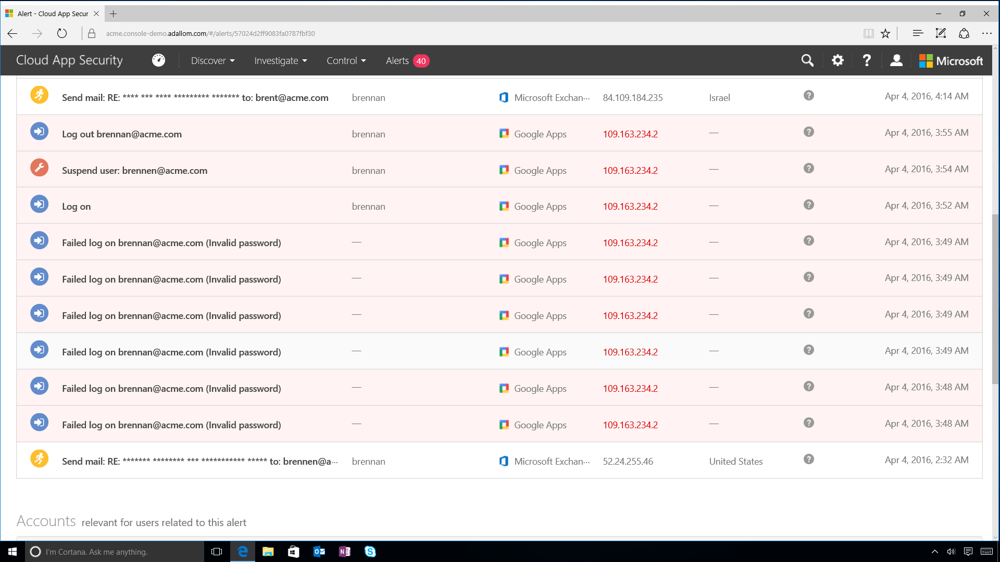 Alert - Cloud App Secur
acme.console-demo.adallom.com/#/alerts/57024d2ff9083fa0787fbf30
Cloud App Security Discover Investigate Control Alerts 40 ? Microsoft
Send mail: RE: **** *** **** ********* ******* to: brent@acme.com brennan Microsoft Exchan... 84.109.184.235 Israel ? Apr 4, 2016, 4:14 AM
Log out brennan@acme.com brennan Google Apps 109.163.234.2 — ? Apr 4, 2016, 3:55 AM
Suspend user: brennen@acme.com brennan Google Apps 109.163.234.2 — ? Apr 4, 2016, 3:54 AM
Log on brennan Google Apps 109.163.234.2 — ? Apr 4, 2016, 3:52 AM
Failed log on brennan@acme.com (Invalid password) — Google Apps 109.163.234.2 — ? Apr 4, 2016, 3:49 AM
Failed log on brennan@acme.com (Invalid password) — Google Apps 109.163.234.2 — ? Apr 4, 2016, 3:49 AM
Failed log on brennan@acme.com (Invalid password) — Google Apps 109.163.234.2 — ? Apr 4, 2016, 3:49 AM
Failed log on brennan@acme.com (Invalid password) — Google Apps 109.163.234.2 — ? Apr 4, 2016, 3:49 AM
Failed log on brennan@acme.com (Invalid password) — Google Apps 109.163.234.2 — ? Apr 4, 2016, 3:48 AM
Failed log on brennan@acme.com (Invalid password) — Google Apps 109.163.234.2 — ? Apr 4, 2016, 3:48 AM
Send mail: RE: ******* ******** *** *********** ***** to: brennen@a... brennan Microsoft Exchan... 52.24.255.46 United States ? Apr 4, 2016, 2:32 AM
Accounts relevant for users related to this alert
I'm Cortana. Ask me anything.